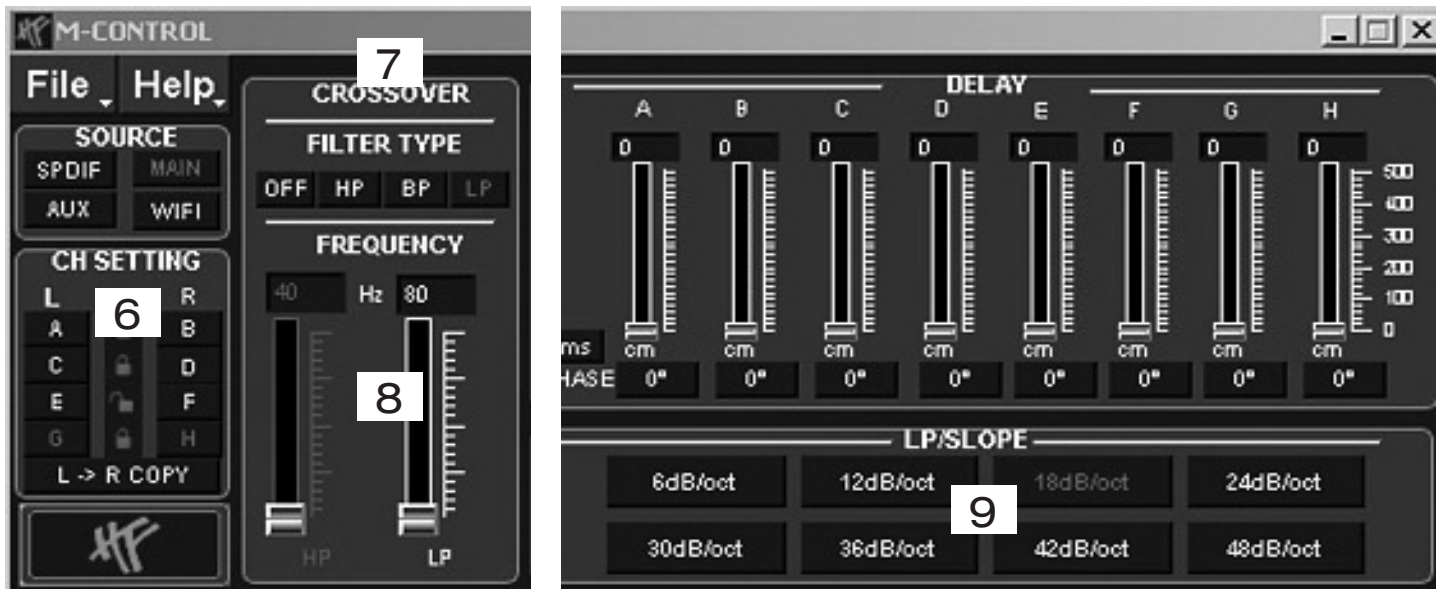 M-CONTROL
File Help
SOURCE
SPDIF MAIN
AUX WIFI
CH SETTING
L R
6
A B
C D
E F
G H
L -> R COPY
HF
7
CROSSOVER
FILTER TYPE
OFF HP BP LP
FREQUENCY
40 Hz 80
8
HP LP
DELAY
A B C D E F G H
0 0 0 0 0 0 0 0
500
400
300
200
100
0
ms cm cm cm cm cm cm cm cm
HASE 0° 0° 0° 0° 0° 0° 0° 0°
LP/SLOPE
6dB/oct 12dB/oct 18dB/oct 24dB/oct
9
30dB/oct 36dB/oct 42dB/oct 48dB/oct